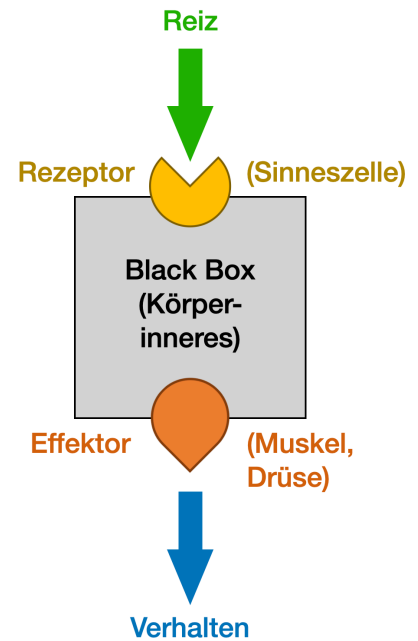 Reiz
Rezeptor (Sinneszelle)
Black Box
(Körper-
inneres)
Effektor (Muskel,
Drüse)
Verhalten